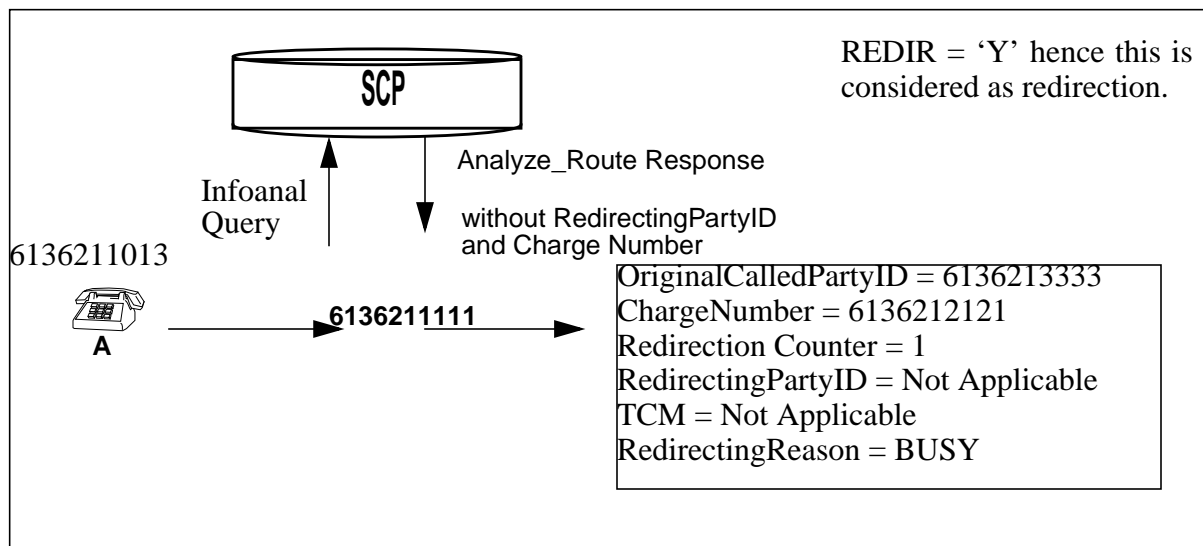 REDIR = ‘Y’ hence this is
considered as redirection.
SCP
Analyze_Route Response
Infoanal
Query
without RedirectingPartyID
and Charge Number
6136211013
A
6136211111
OriginalCalledPartyID = 6136213333
ChargeNumber = 6136212121
Redirection Counter = 1
RedirectingPartyID = Not Applicable
TCM = Not Applicable
RedirectingReason = BUSY